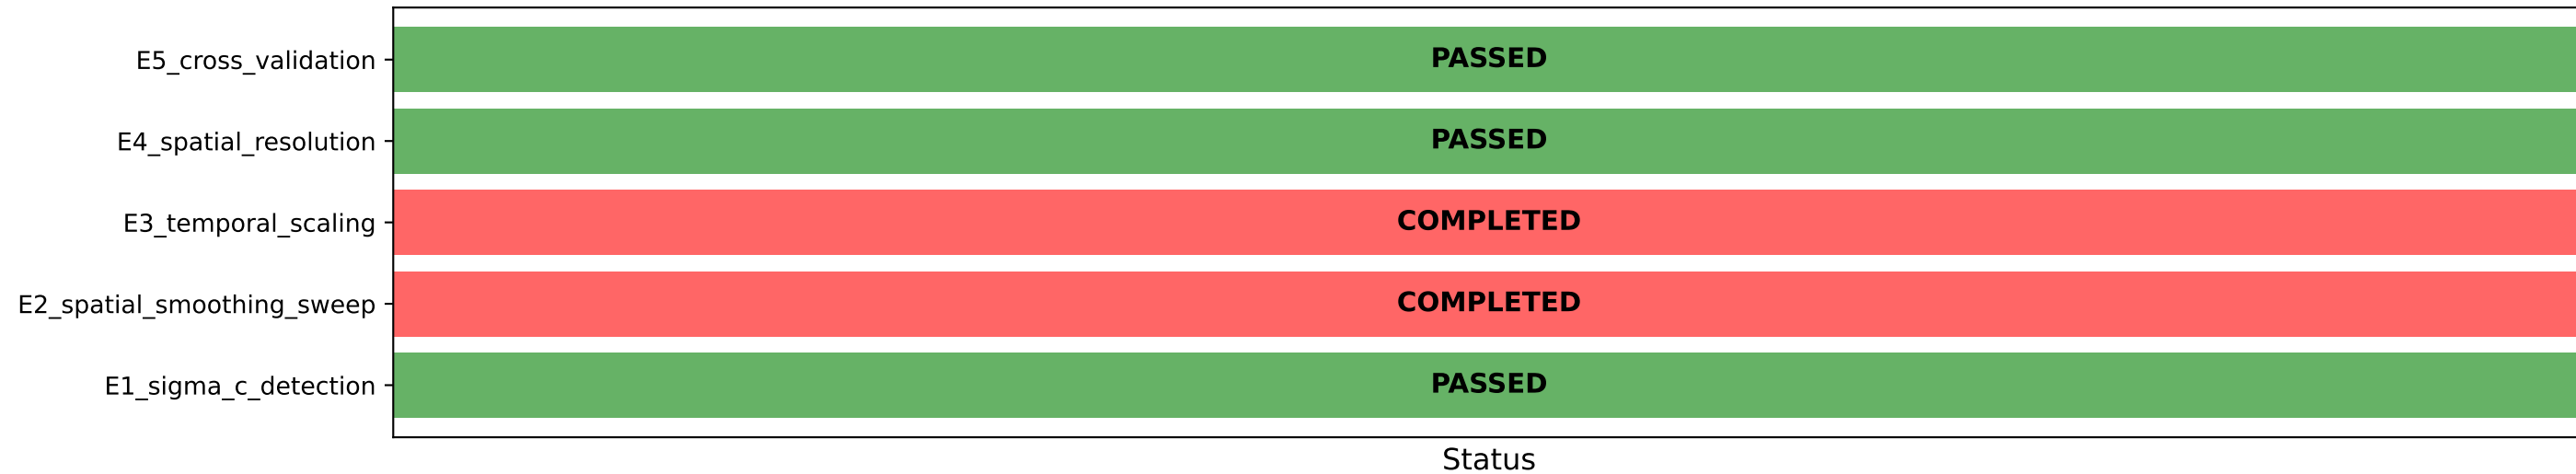 E5_cross_validation PASSED
E4_spatial_resolution PASSED
E3_temporal_scaling COMPLETED
E2_spatial_smoothing_sweep COMPLETED
E1_sigma_c_detection PASSED
Status